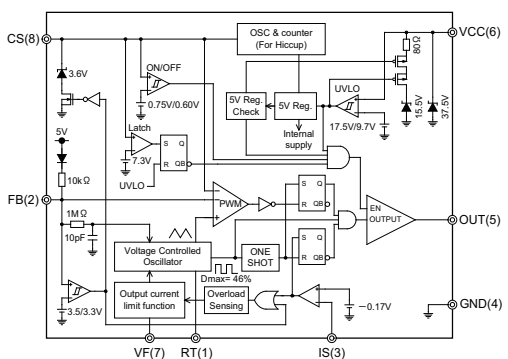 CS(8)
OSC & counter
(For Hiccup)
VCC(6)
80Ω
3.6V
ON/OFF
0.75V/0.60V
5V Reg.
Check
5V Reg.
UVLO
15.5V
37.5V
Internal
supply
17.5V/9.7V
5V
Latch
7.3V
S Q
R QB
UVLO
10kΩ
FB(2)
PWM
S Q
R QB
EN
OUTPUT
OUT(5)
1MΩ
10pF
Voltage Controlled
Oscillator
ONE
SHOT
S Q
R QB
Dmax= 46%
Output current
limit function
Overload
Sensing
3.5/3.3V
−0.17V
GND(4)
VF(7)
RT(1)
IS(3)